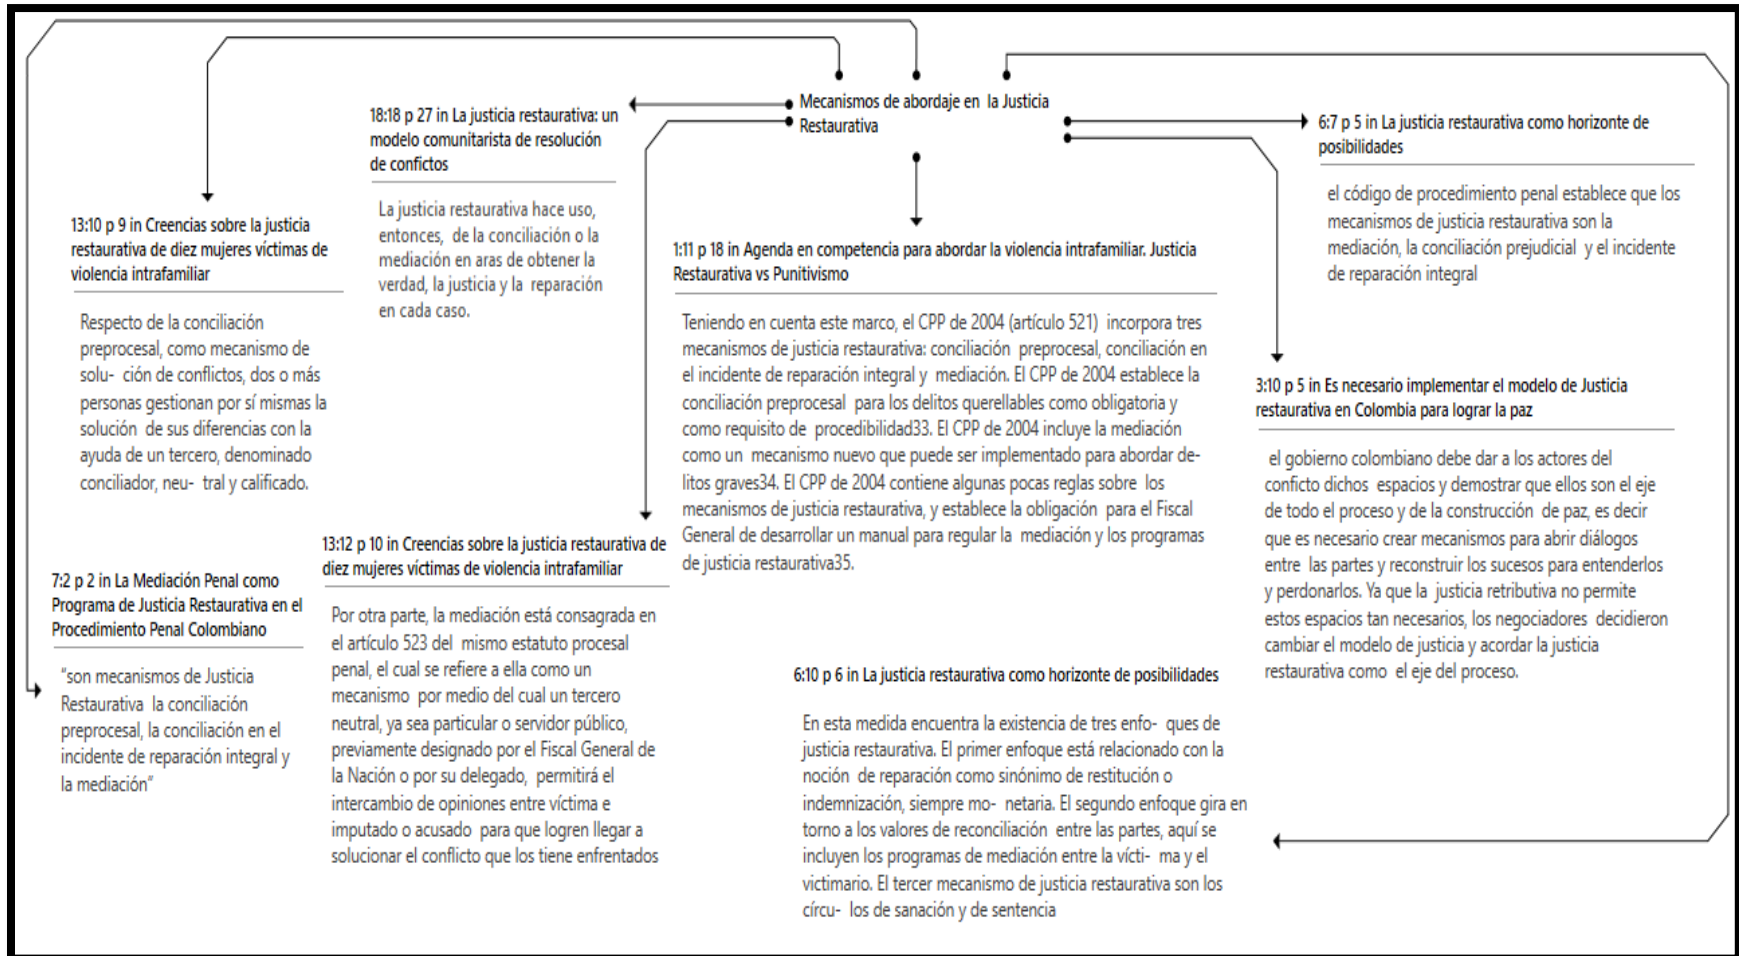 Mecanismos de abordaje en la Justicia
Restaurativa
18:18 p 27 in La justicia restaurativa: un
modelo comunitarista de resolución
de confictos
La justicia restaurativa hace uso,
entonces, de la conciliación o la
mediación en aras de obtener la
verdad, la justicia y la reparación
en cada caso.
6:7 p 5 in La justicia restaurativa como horizonte de
posibilidades
el código de procedimiento penal establece que los
mecanismos de justicia restaurativa son la
mediación, la conciliación prejudicial y el incidente
de reparación integral
13:10 p 9 in Creencias sobre la justicia
restaurativa de diez mujeres víctimas de
violencia intrafamiliar
Respecto de la conciliación
preprocesal, como mecanismo de
solu- ción de conflictos, dos o más
personas gestionan por sí mismas la
solución de sus diferencias con la
ayuda de un tercero, denominado
conciliador, neu- tral y calificado.
1:11 p 18 in Agenda en competencia para abordar la violencia intrafamiliar. Justicia
Restaurativa vs Punitivismo
Teniendo en cuenta este marco, el CPP de 2004 (artículo 521) incorpora tres
mecanismos de justicia restaurativa: conciliación preprocesal, conciliación en
el incidente de reparación integral y mediación. El CPP de 2004 establece la
conciliación preprocesal para los delitos querellables como obligatoria y
como requisito de procedibilidad33. El CPP de 2004 incluye la mediación
como un mecanismo nuevo que puede ser implementado para abordar de-
litos graves34. El CPP de 2004 contiene algunas pocas reglas sobre los
mecanismos de justicia restaurativa, y establece la obligación para el Fiscal
General de desarrollar un manual para regular la mediación y los programas
de justicia restaurativa35.
3:10 p 5 in Es necesario implementar el modelo de Justicia
restaurativa en Colombia para lograr la paz
el gobierno colombiano debe dar a los actores del
conficto dichos espacios y demostrar que ellos son el eje
de todo el proceso y de la construcción de paz, es decir
que es necesario crear mecanismos para abrir diálogos
entre las partes y reconstruir los sucesos para entenderlos
y perdonarlos. Ya que la justicia retributiva no permite
estos espacios tan necesarios, los negociadores decidieron
cambiar el modelo de justicia y acordar la justicia
restaurativa como el eje del proceso.
7:2 p 2 in La Mediación Penal como
Programa de Justicia Restaurativa en el
Procedimiento Penal Colombiano
"son mecanismos de Justicia
Restaurativa la conciliación
preprocesal, la conciliación en el
incidente de reparación integral y
la mediación"
13:12 p 10 in Creencias sobre la justicia restaurativa de
diez mujeres víctimas de violencia intrafamiliar
Por otra parte, la mediación está consagrada en
el artículo 523 del mismo estatuto procesal
penal, el cual se refiere a ella como un
mecanismo por medio del cual un tercero
neutral, ya sea particular o servidor público,
previamente designado por el Fiscal General de
la Nación o por su delegado, permitirá el
intercambio de opiniones entre víctima e
imputado o acusado para que logren llegar a
solucionar el conflicto que los tiene enfrentados
6:10 p 6 in La justicia restaurativa como horizonte de posibilidades
En esta medida encuentra la existencia de tres enfo- ques de
justicia restaurativa. El primer enfoque está relacionado con la
noción de reparación como sinónimo de restitución o
indemnización, siempre mo- netaria. El segundo enfoque gira en
torno a los valores de reconciliación entre las partes, aquí se
incluyen los programas de mediación entre la vícti- ma y el
victimario. El tercer mecanismo de justicia restaurativa son los
círcu- los de sanación y de sentencia